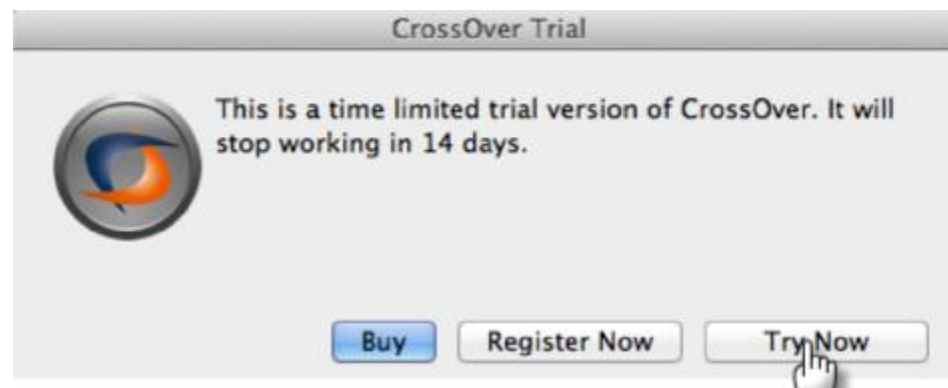 CrossOver Trial
This is a time limited trial version of CrossOver. It will
stop working in 14 days.
Buy Register Now Try Now